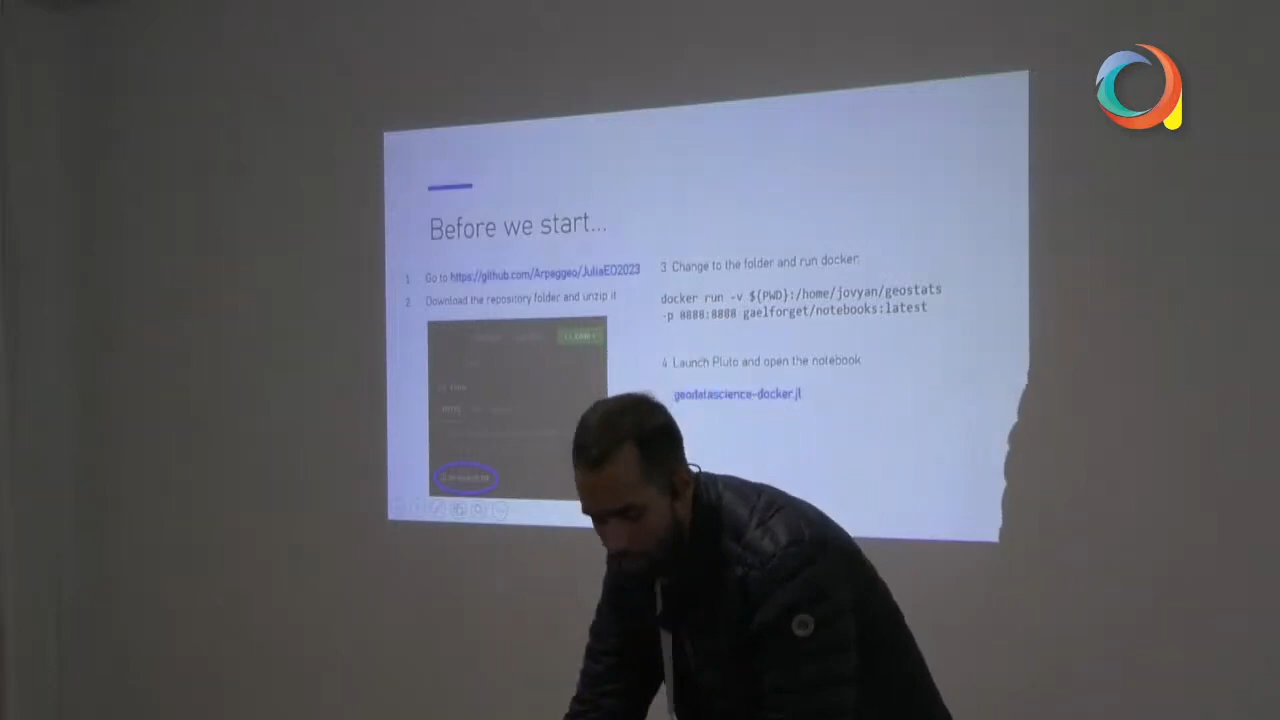 Before we start...
1 Go to https://github.com/Arpeggeo/JuliaEO2023
2 Download the repository folder and unzip it
3 Change to the folder and run docker:
docker run -v ${PWD}:/home/jovyan/geostats
-p 8888:8888 gaelforget/notebooks:latest
4 Launch Pluto and open the notebook
geodatascience-docker.jl